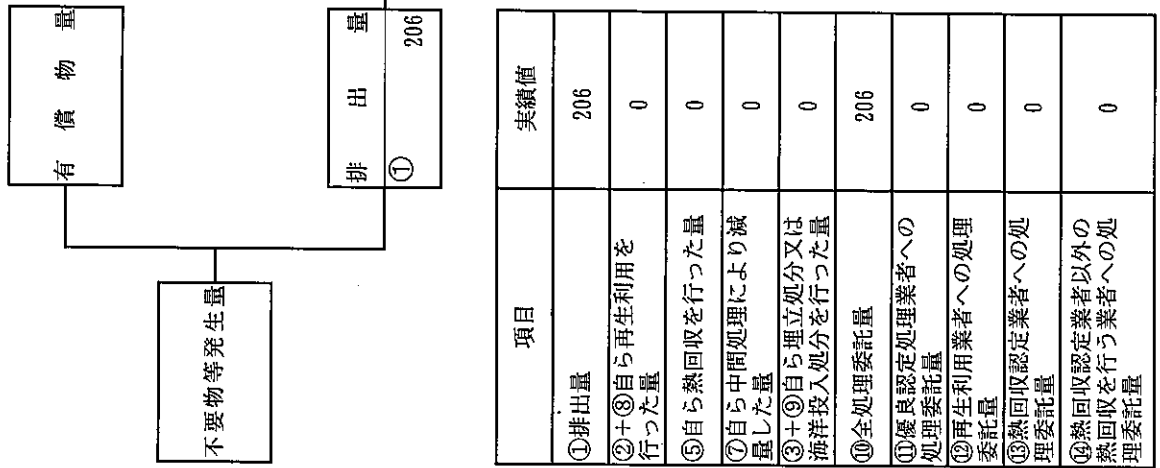 有償物量
不要物等発生量
排出量
① 206
項目 実績値
①排出量 206
②+⑧自ら再生利用を
行った量 0
⑤自ら熱回収を行った量 0
⑦自ら中間処理により減
量した量 0
③+⑨自ら埋立処分又は
海洋投入処分を行った量 0
⑩全処理委託量 206
⑪優良認定処理業者への
処理委託量 0
⑫再生利用業者への処理
委託量 0
⑬熱回収認定業者への処
理委託量 0
⑭熱回収認定業者以外の
熱回収を行う業者への処
理委託量 0